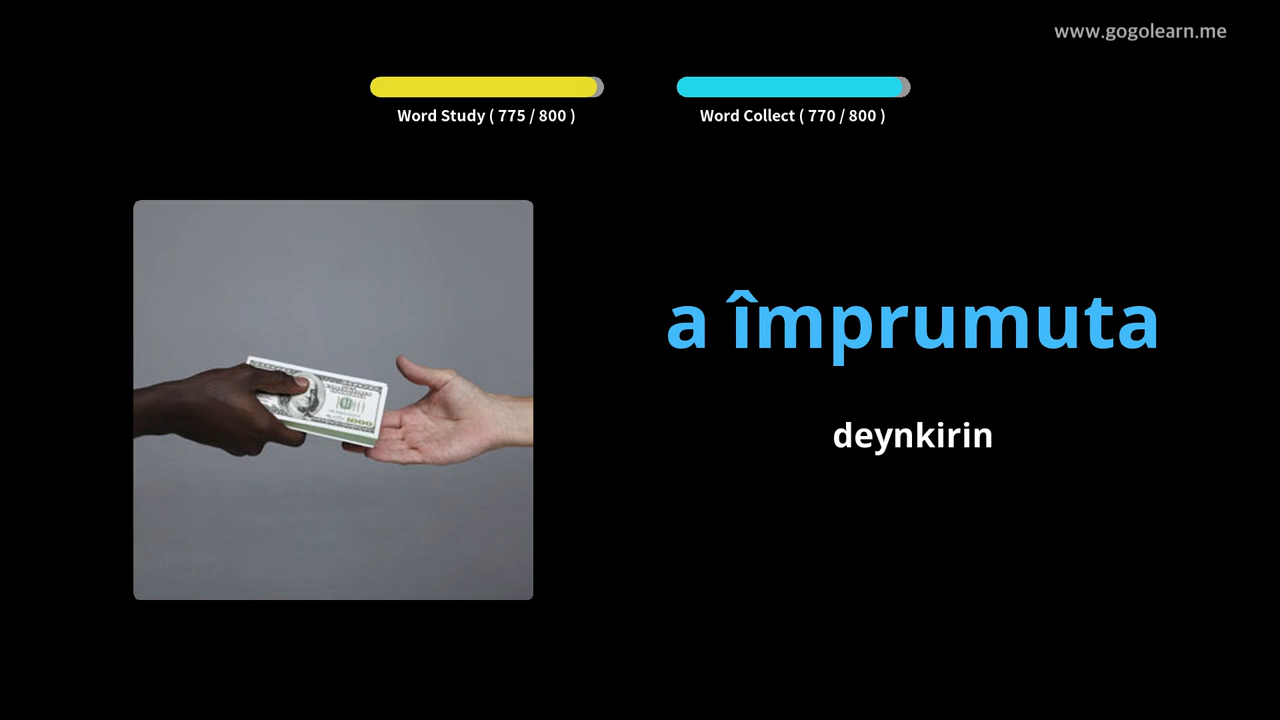 www.gogolearn.me
Word Study ( 775 / 800 )
Word Collect ( 770 / 800 )
a împrumuta
deynkirin